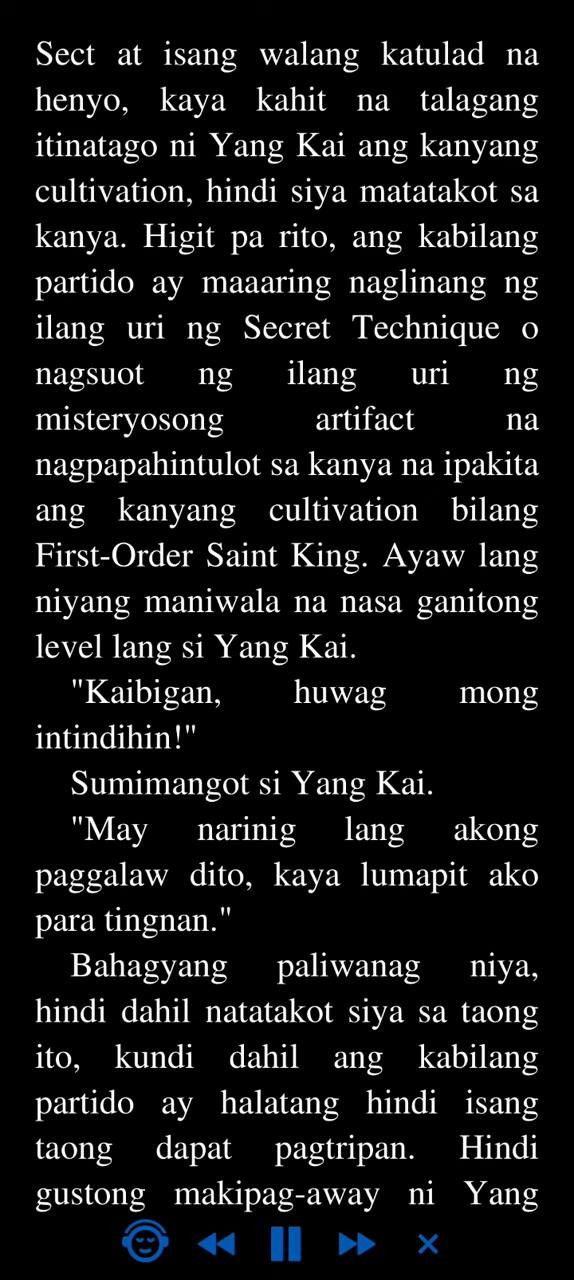 Sect at isang walang katulad na
henyo, kaya kahit na talagang
itinatago ni Yang Kai ang kanyang
cultivation, hindi siya matatakot sa
kanya. Higit pa rito, ang kabilang
partido ay maaaring naglinang ng
ilang uri ng Secret Technique o
nagsuot ng ilang uri ng
misteryosong artifact na
nagpapahintulot sa kanya na ipakita
ang kanyang cultivation bilang
First-Order Saint King. Ayaw lang
niyang maniwala na nasa ganitong
level lang si Yang Kai.
"Kaibigan, huwag mong
intindihin!"
Sumimangot si Yang Kai.
"May narinig lang akong
paggalaw dito, kaya lumapit ako
para tingnan."
Bahagyang paliwanag niya,
hindi dahil natatakot siya sa taong
ito, kundi dahil ang kabilang
partido ay halatang hindi isang
taong dapat pagtripan. Hindi
gustong makipag-away ni Yang